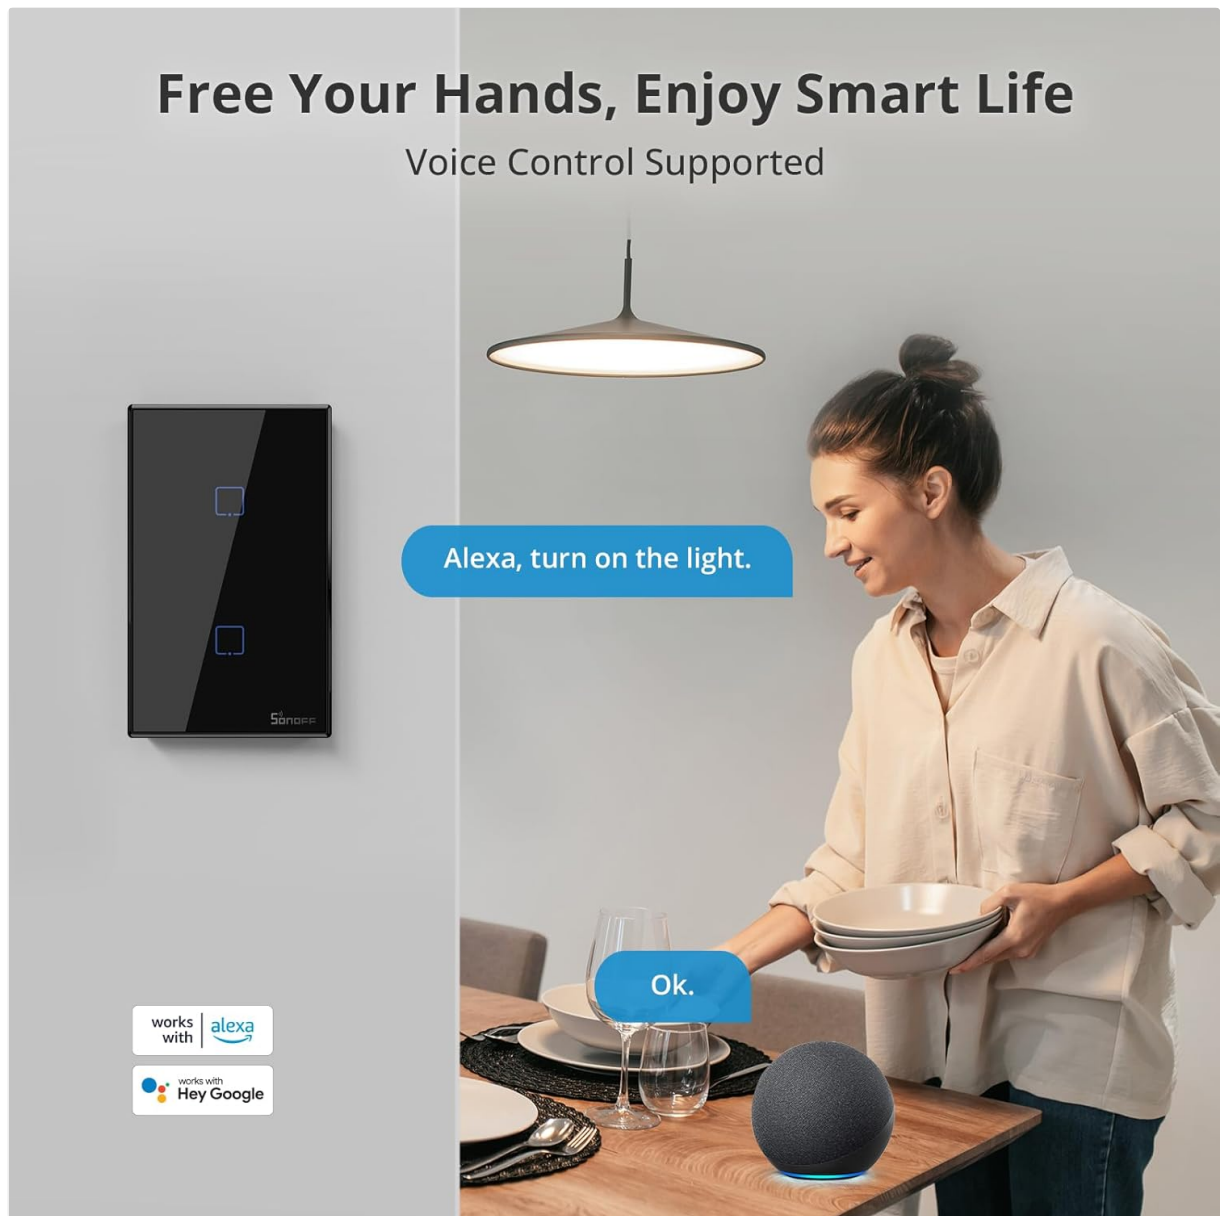 Free Your Hands, Enjoy Smart Life
Voice Control Supported
Alexa, turn on the light.
SONOFF
Ok.
works with | alexa
works with
Hey Google